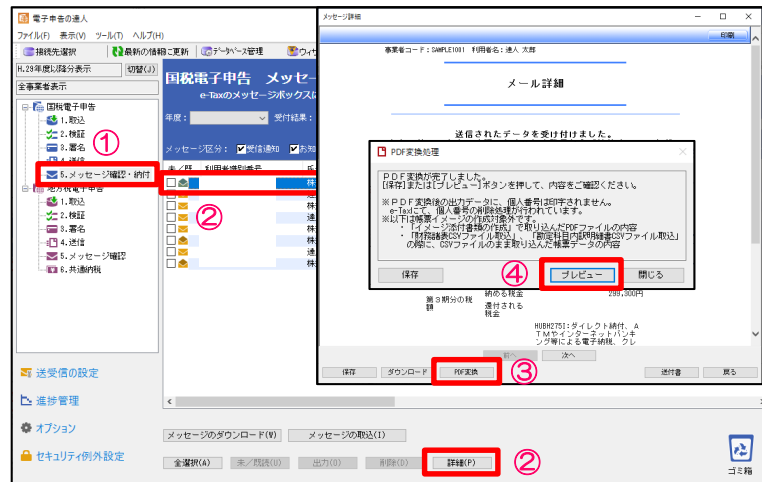 電子申告の達人
ファイル(F) 表示(V) ツール(T) ヘルプ(H)
接続先選択
最新の情報に更新
データベース管理
H.29年度以降分表示
切替(J)
全事業者表示
国税電子申告
1.取込
2.検証
3.署名
4.送信
5.メッセージ確認・納付
地方税電子申告
1.取込
2.検証
3.署名
4.送信
5.メッセージ確認
6.共通納税
①
送受信の設定
進捗管理
オプション
セキュリティ例外設定
国税電子申告 メッセー
e-Taxのメッセージボックスに
年度:
受付結果:
メッセージ区分:
受信通知
②
メッセージのダウンロード(W)
メッセージの取込(I)
全選択(A)
未/既読(U)
出力(O)
削除(D)
詳細(P)
②
ゴミ箱
メッセージ詳細
印刷
事業者コード:SAMPLE1001 利用者名:達人 太郎
メール詳細
送信されたデータを受け付けました。
PDF変換処理
PDF変換が完了しました。
[保存]または[プレビュー]ボタンを押して、内容をご確認ください。
※PDF変換後の出力データに、個人番号は印字されません。
e-Taxにて、個人番号の削除処理が行われています。
※以下は帳票イメージの作成対象外です。
・「イメージ添付書類の作成」で取り込んだPDFファイルの内容
・「財務諸表CSVファイル取込」、「勘定科目内訳明細書CSVファイル取込」
の際に、CSVファイルのまま取り込んだ帳票データの内容
保存
④
プレビュー
閉じる
第3期分の税
額
納める税金
299,300円
還付される
税金
HUBH275I:ダイレクト納付、A
TMやインターネットバンキ
ング等による電子納税、クレ
前へ
次へ
保存
ダウンロード
PDF変換
③
送付書
戻る